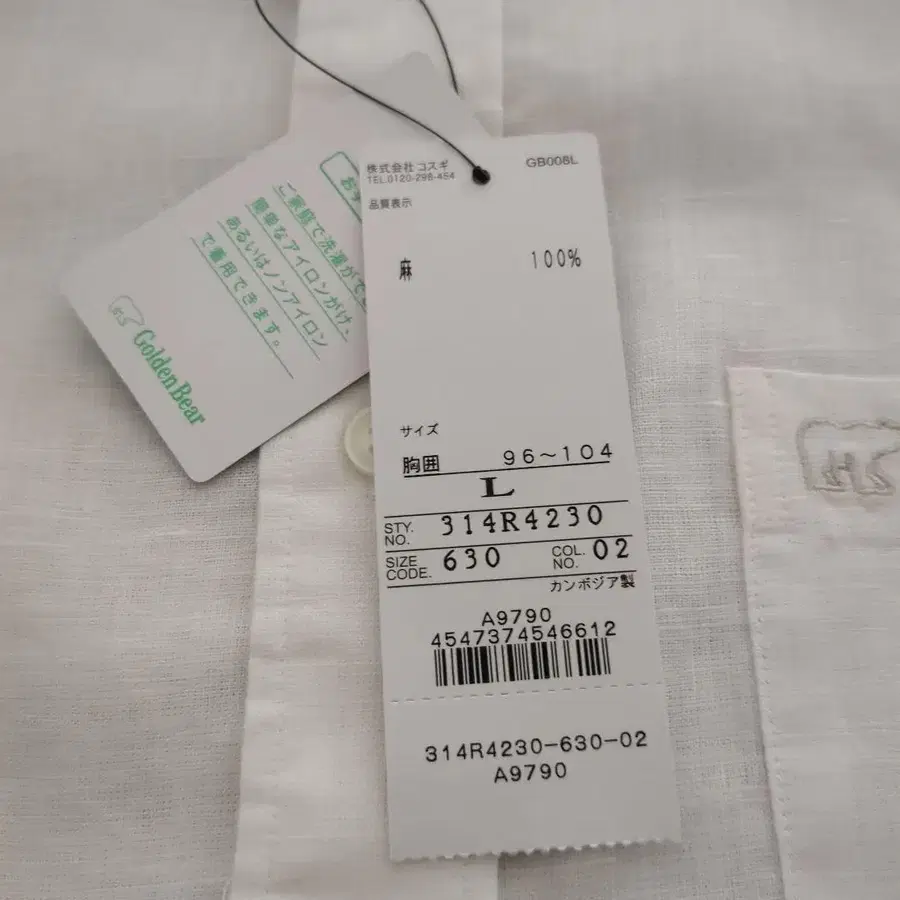 株式会社 コスギ
TEL.0120-298-454
GB008L
品質表示
麻 100%
サイズ
胸囲 96～104
L
STY. NO. 314R4230
SIZE CODE. 630 COL. NO. 02
カンボジア製
A9790
4547374546612
314R4230-630-02
A9790
ご家庭で洗濯がで
簡単なアイロンがけ、
あるいはノンアイロン
で着用できます。
Golden Bear